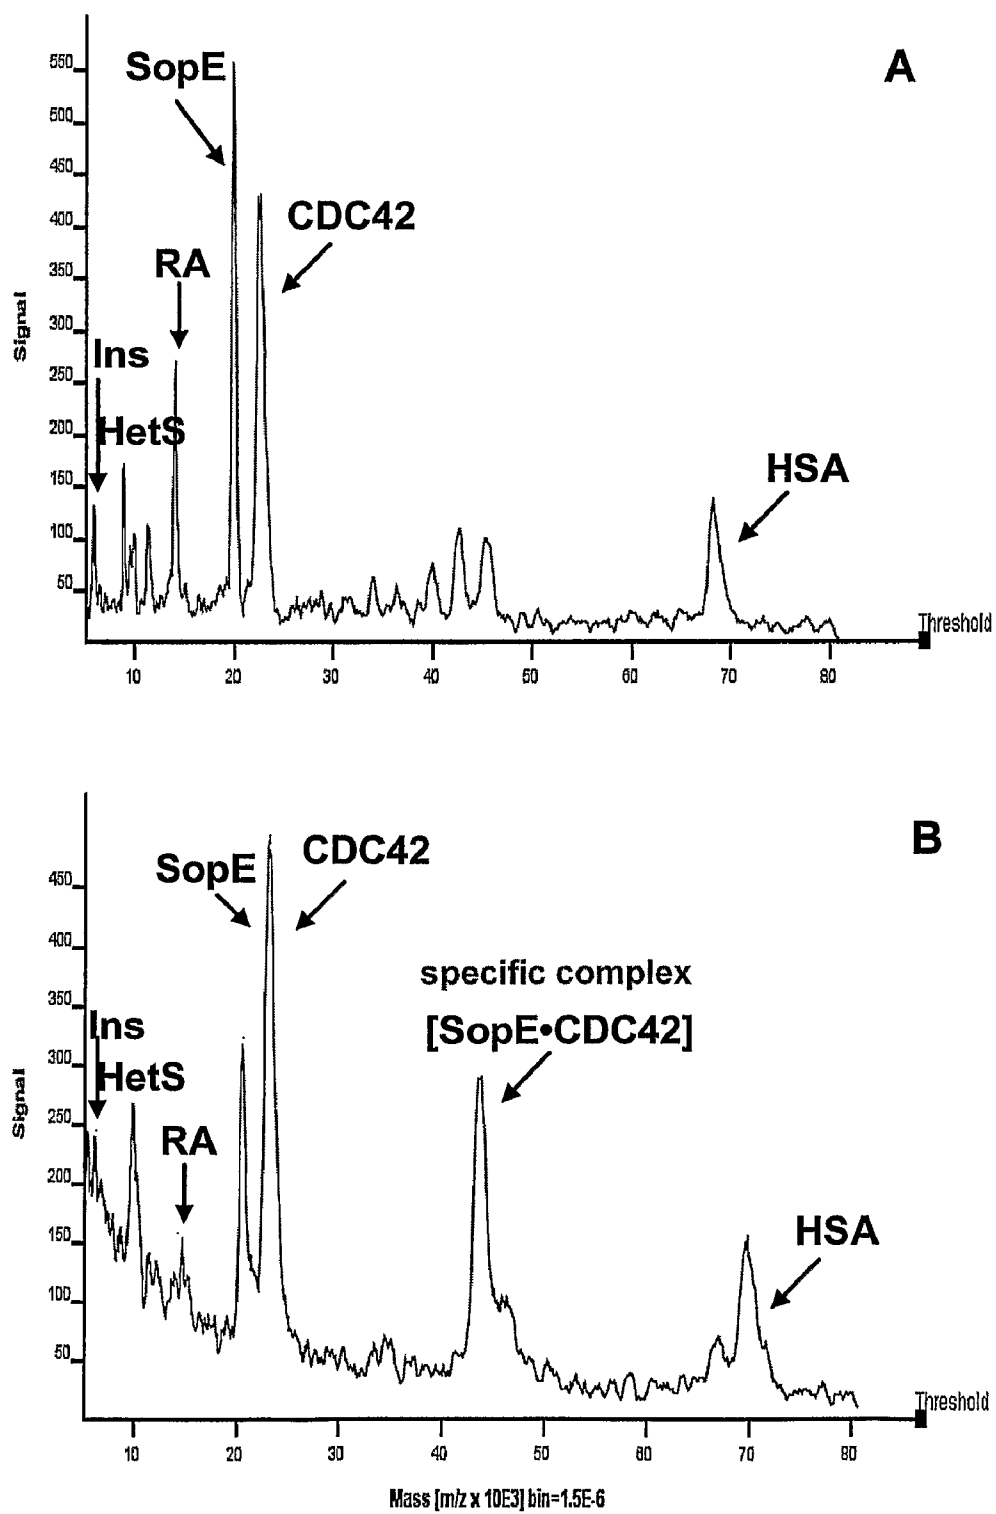 A
550
500
450
400
350
300
250
200
150
100
50
Signal
SopE
CDC42
RA
Ins
HetS
HSA
Threshold
10 20 30 40 50 60 70 80
B
450
400
350
300
250
200
150
100
50
Signal
SopE
CDC42
specific complex
[SopE•CDC42]
Ins
HetS
RA
HSA
Threshold
10 20 30 40 50 60 70 80
Mass [m/z x 10E3] bin=1.5E-6